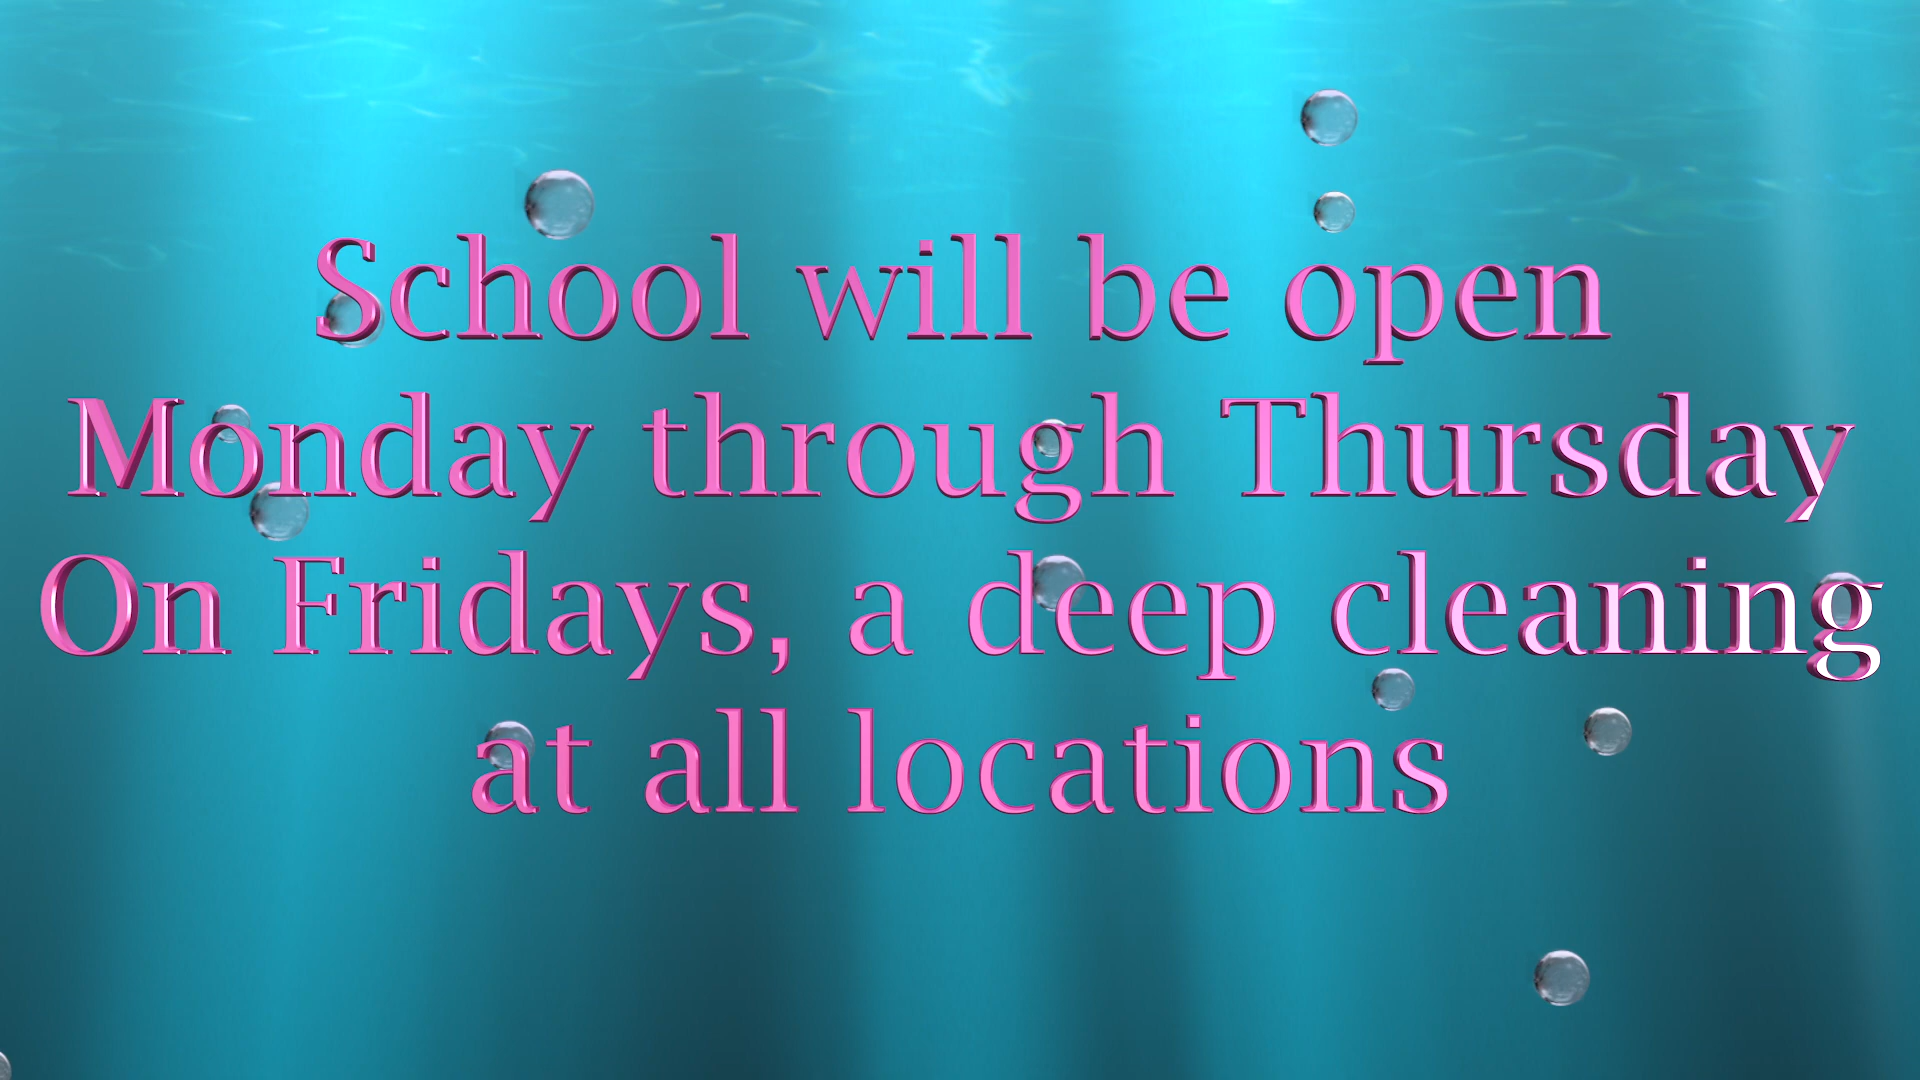 School will be open
Monday through Thursday
On Fridays, a deep cleaning
at all locations